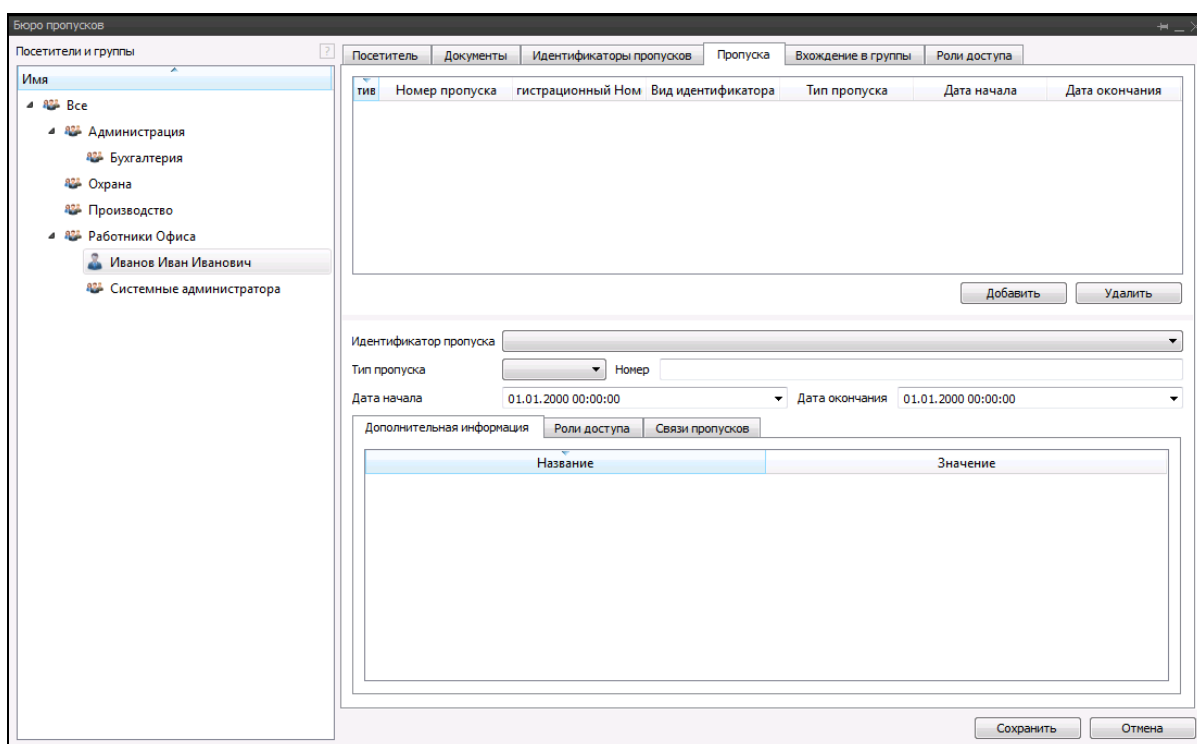 Бюро пропусков
Посетители и группы ?
Имя
Все
Администрация
Бухгалтерия
Охрана
Производство
Работники Офиса
Иванов Иван Иванович
Системные администратора
Посетитель Документы Идентификаторы пропусков Пропуска Вхождение в группы Роли доступа
тив Номер пропуска гистрационный Ном Вид идентификатора Тип пропуска Дата начала Дата окончания
Добавить Удалить
Идентификатор пропуска
Тип пропуска Номер
Дата начала 01.01.2000 00:00:00 Дата окончания 01.01.2000 00:00:00
Дополнительная информация Роли доступа Связи пропусков
Название Значение
Сохранить Отмена